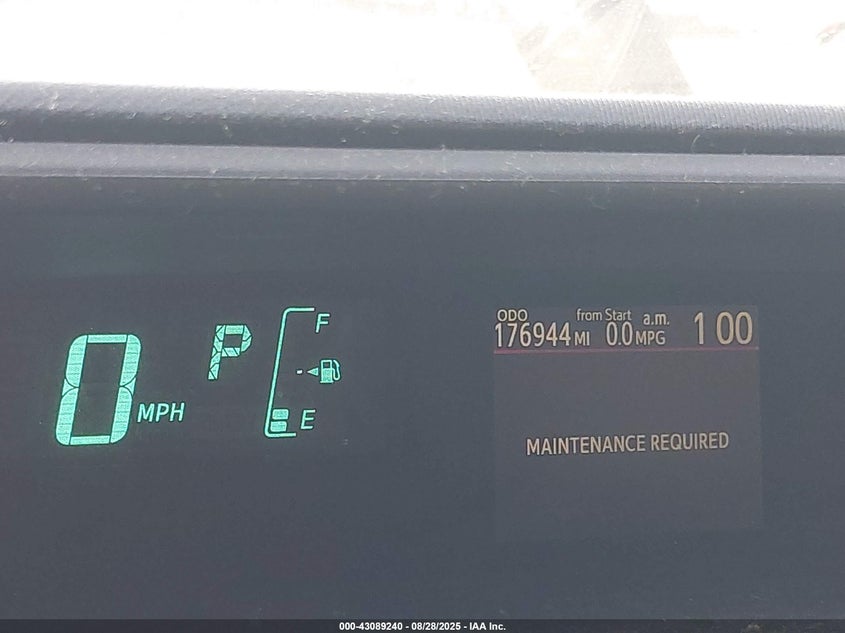 ODO from Start a.m.
176944 MI 0.0 MPG 1 00
0 MPH P F
E
MAINTENANCE REQUIRED
000-43089240 - 08/28/2025 - IAA Inc.